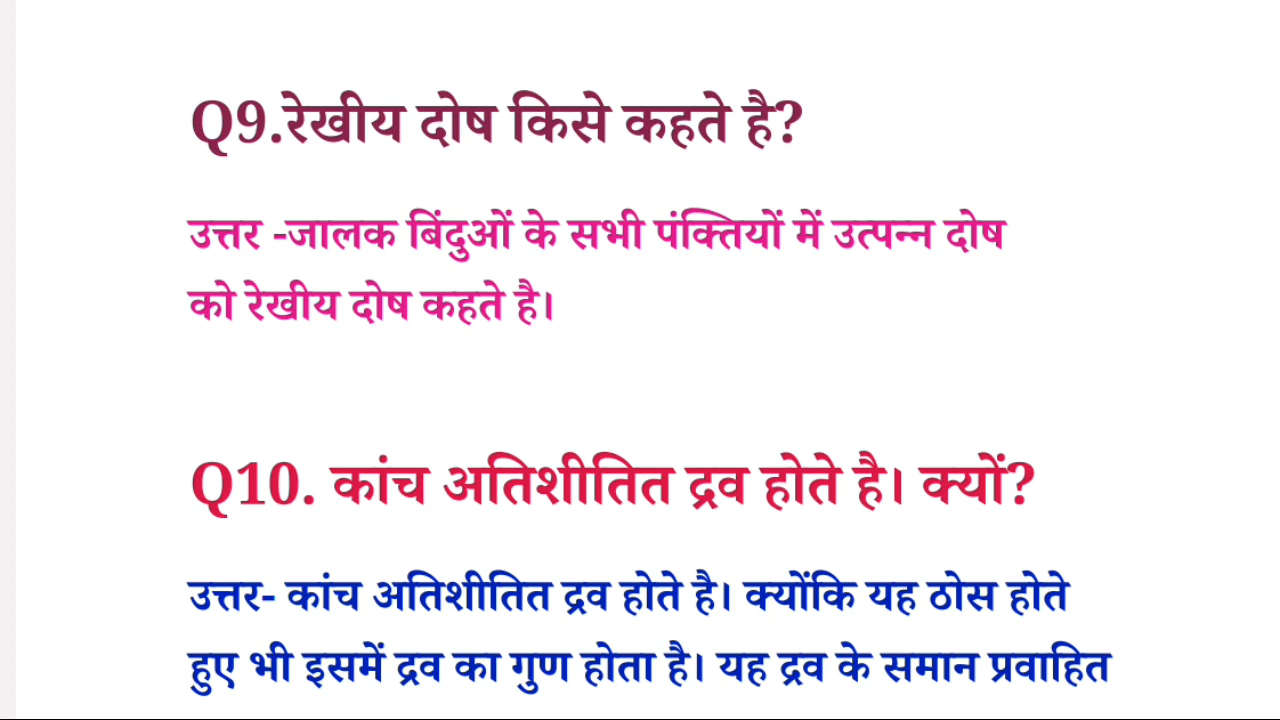 Q9.रेखीय दोष किसे कहते है?
उत्तर -जालक बिंदुओं के सभी पंक्तियों में उत्पन्न दोष
को रेखीय दोष कहते है।
Q10. कांच अतिशीतित द्रव होते है। क्यों?
उत्तर- कांच अतिशीतित द्रव होते है। क्योंकि यह ठोस होते
हुए भी इसमें द्रव का गुण होता है। यह द्रव के समान प्रवाहित